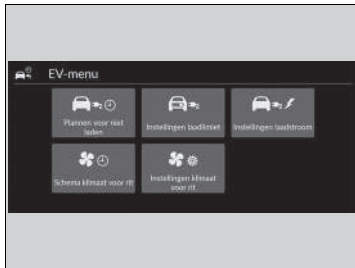 EV-menu
Plannen voor niet
laden
Instellingen laadlimiet
Instellingen laadstroom
Schema klimaat voor rit
Instellingen klimaat
voor rit